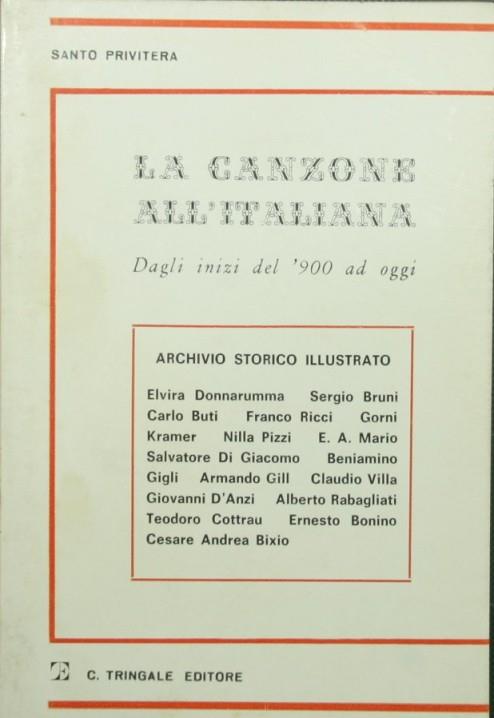 SANTO PRIVITERA
LA CANZONE
ALL'ITALIANA
Dagli inizi del '900 ad oggi
ARCHIVIO STORICO ILLUSTRATO
Elvira Donnarumma Sergio Bruni
Carlo Buti Franco Ricci Gorni
Kramer Nilla Pizzi E. A. Mario
Salvatore Di Giacomo Beniamino
Gigli Armando Gill Claudio Villa
Giovanni D'Anzi Alberto Rabagliati
Teodoro Cottrau Ernesto Bonino
Cesare Andrea Bixio
C. TRINGALE EDITORE